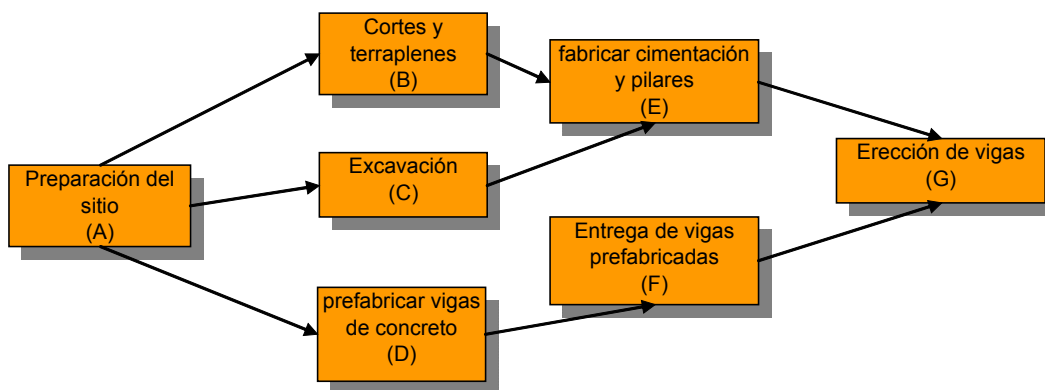 Preparación del
sitio
(A)
Cortes y
terraplenes
(B)
Excavación
(C)
prefabricar vigas
de concreto
(D)
fabricar cimentación
y pilares
(E)
Entrega de vigas
prefabricadas
(F)
Erección de vigas
(G)